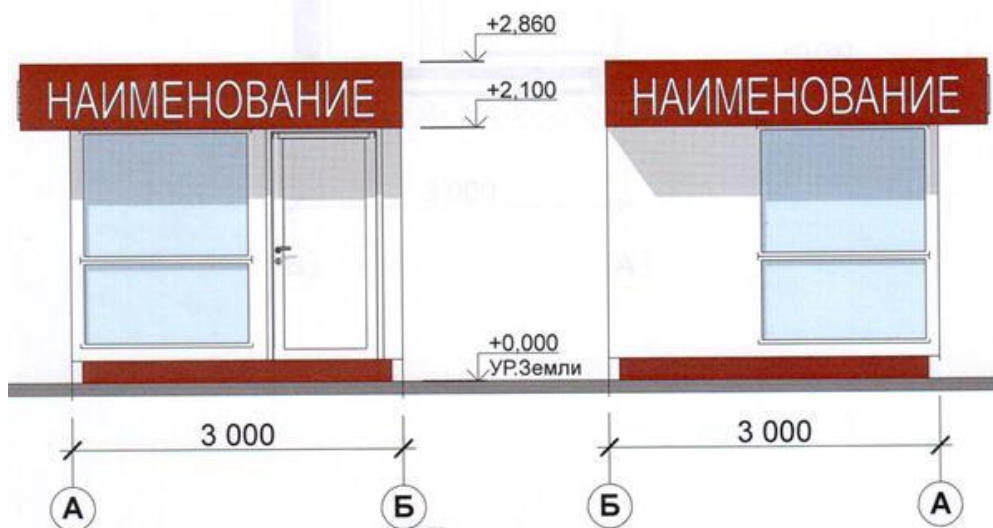 +2,860
НАИМЕНОВАНИЕ
+2,100
НАИМЕНОВАНИЕ
+0,000
УР.Земли
3 000
3 000
А
Б
Б
А